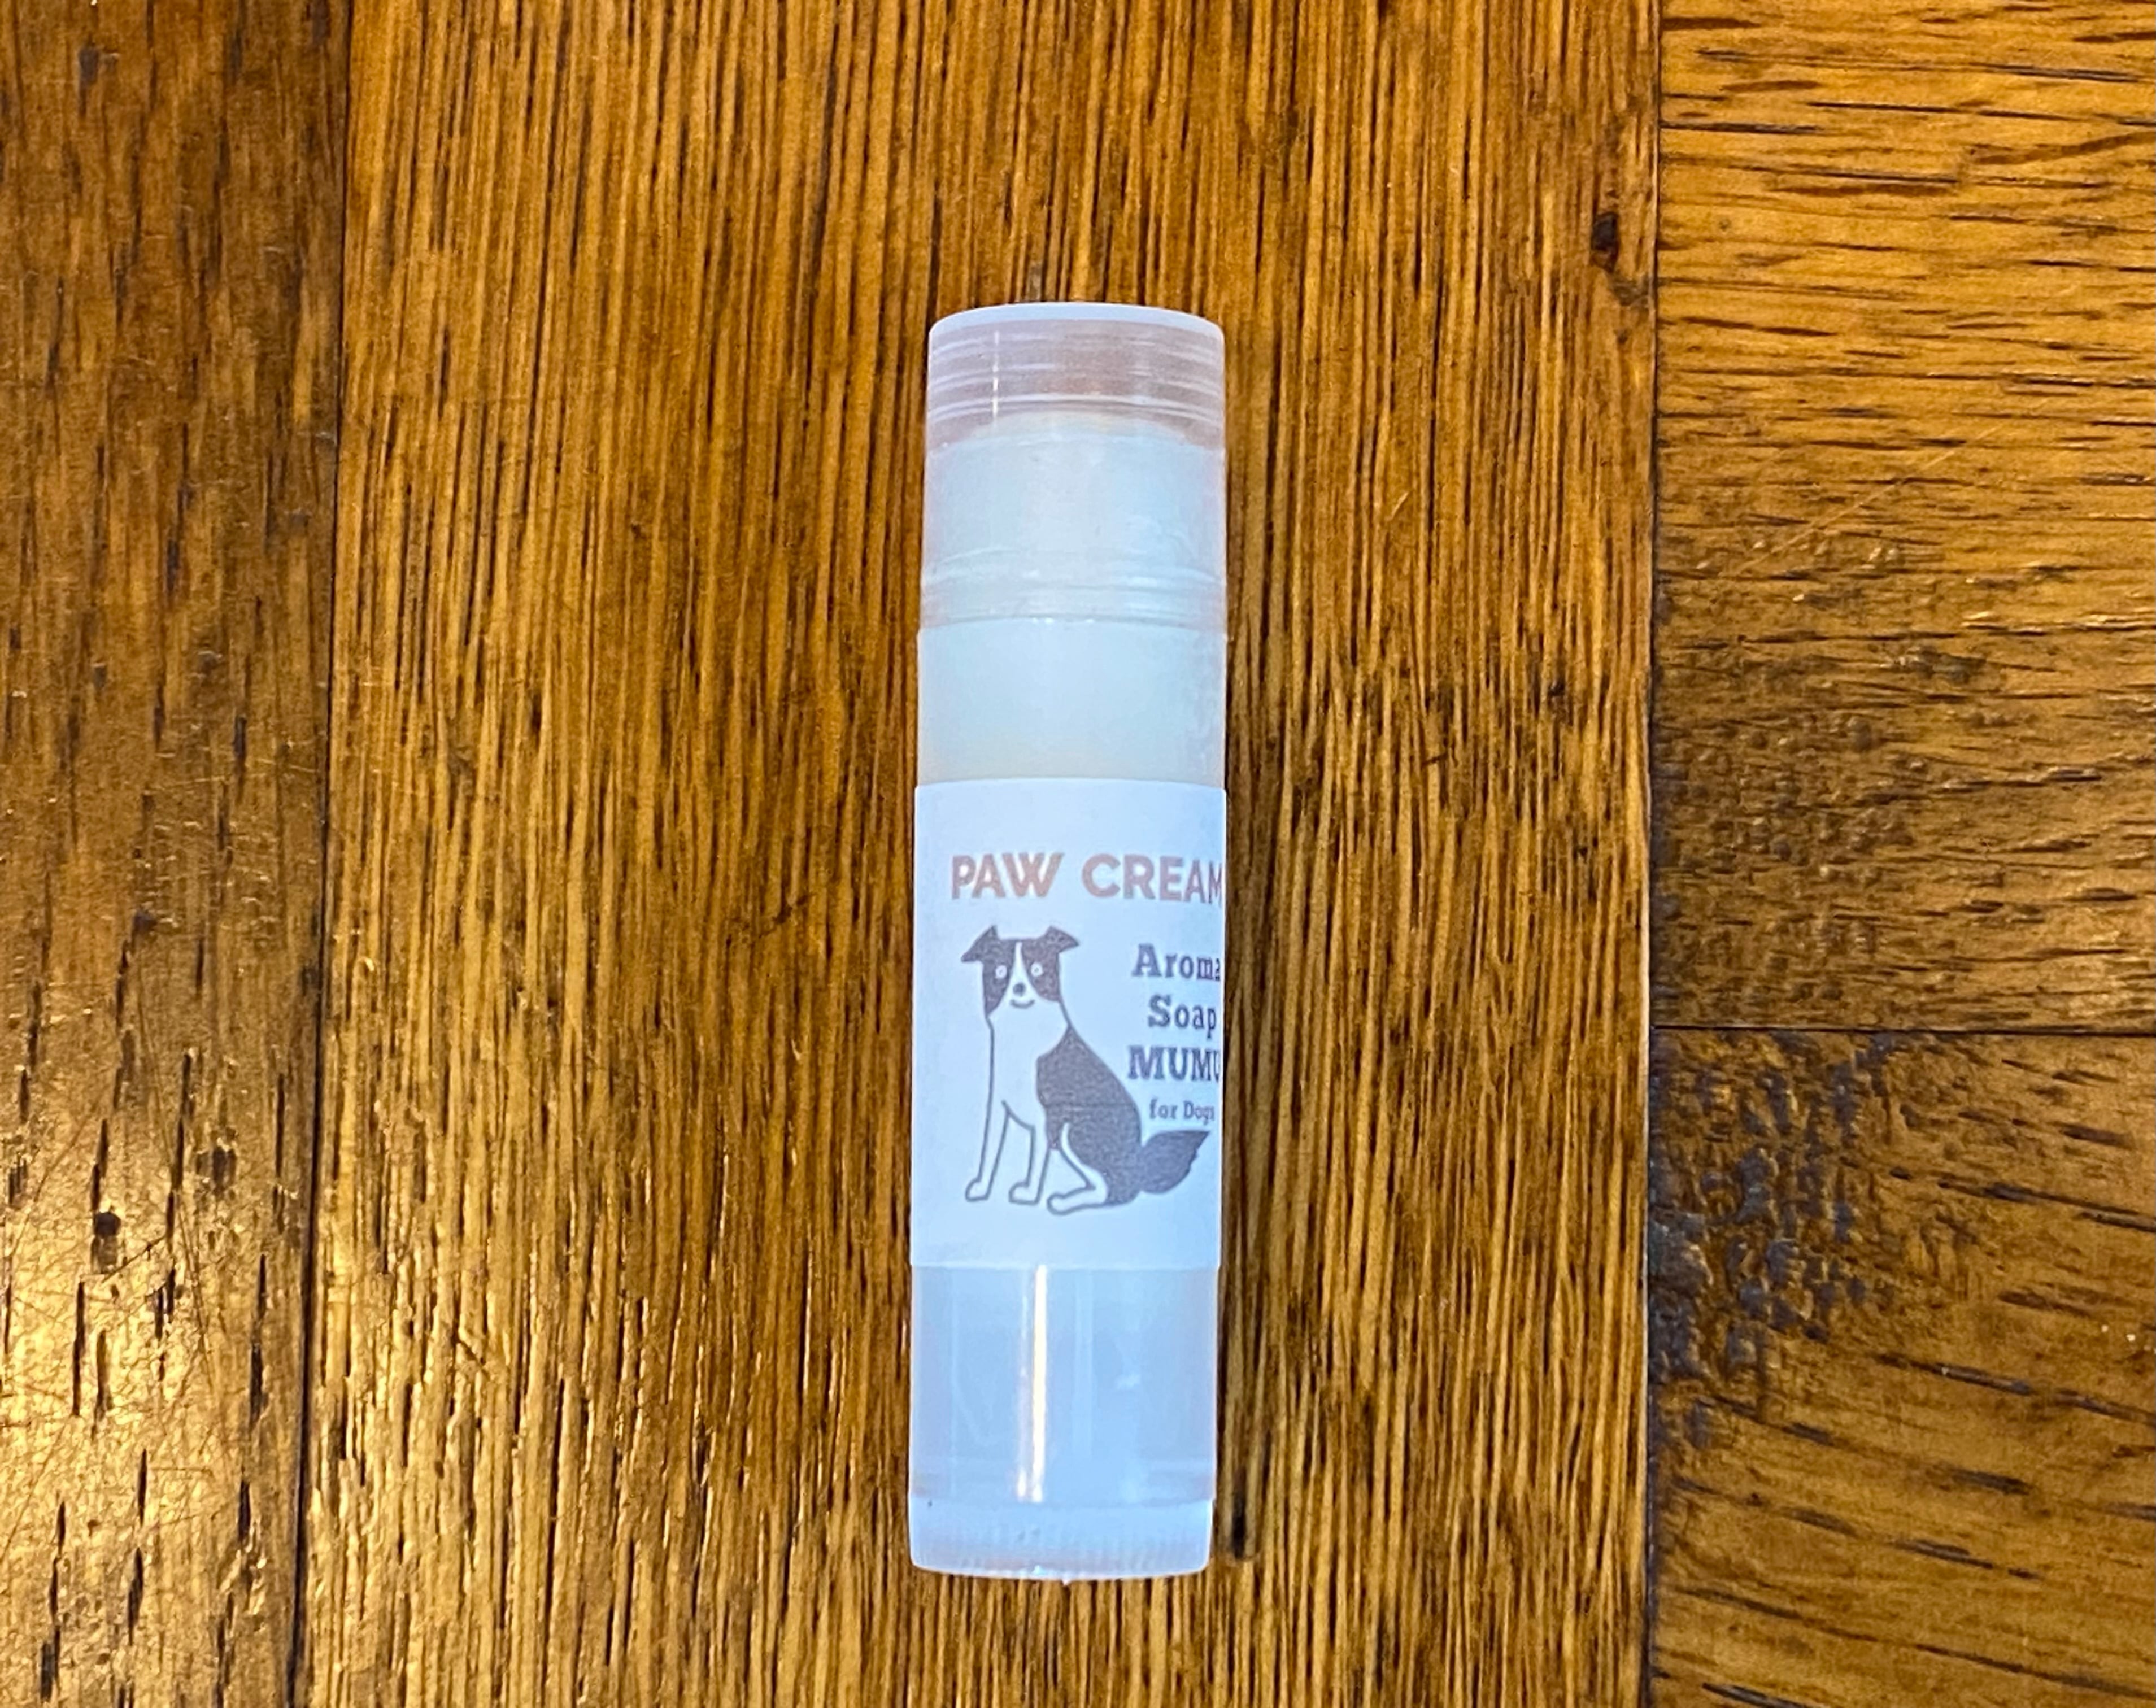 PAW CREAM
Aroma
Soap
MUMU
for Dogs